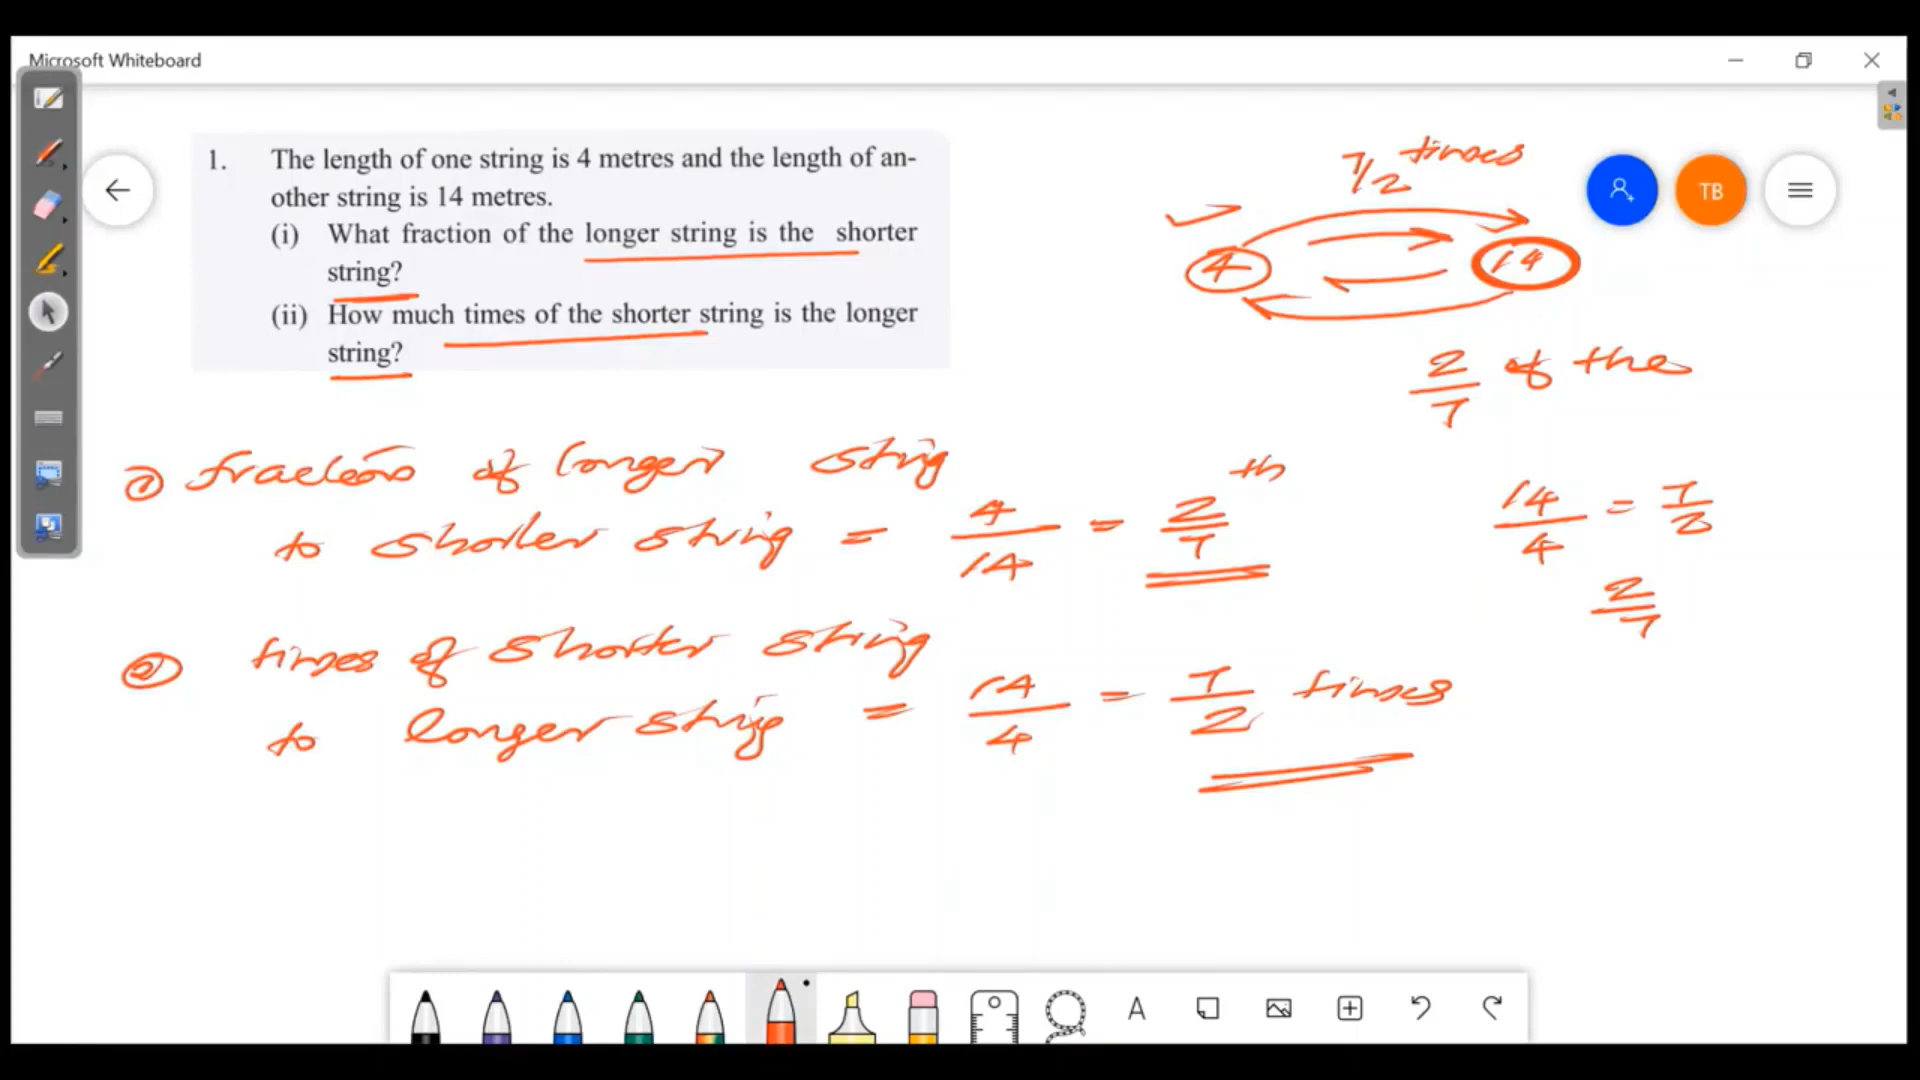 Microsoft Whiteboard
1. The length of one string is 4 metres and the length of an-
other string is 14 metres.
(i) What fraction of the longer string is the shorter
string?
(ii) How much times of the shorter string is the longer
string?
7/2 times
4 14
TB
2/7 of the
① fraction of longer string
to shorter string = 4/14 = 2/7 th
14/4 = 7/2
2/7
② times of shorter string
to longer string = 14/4 = 7/2 times
A